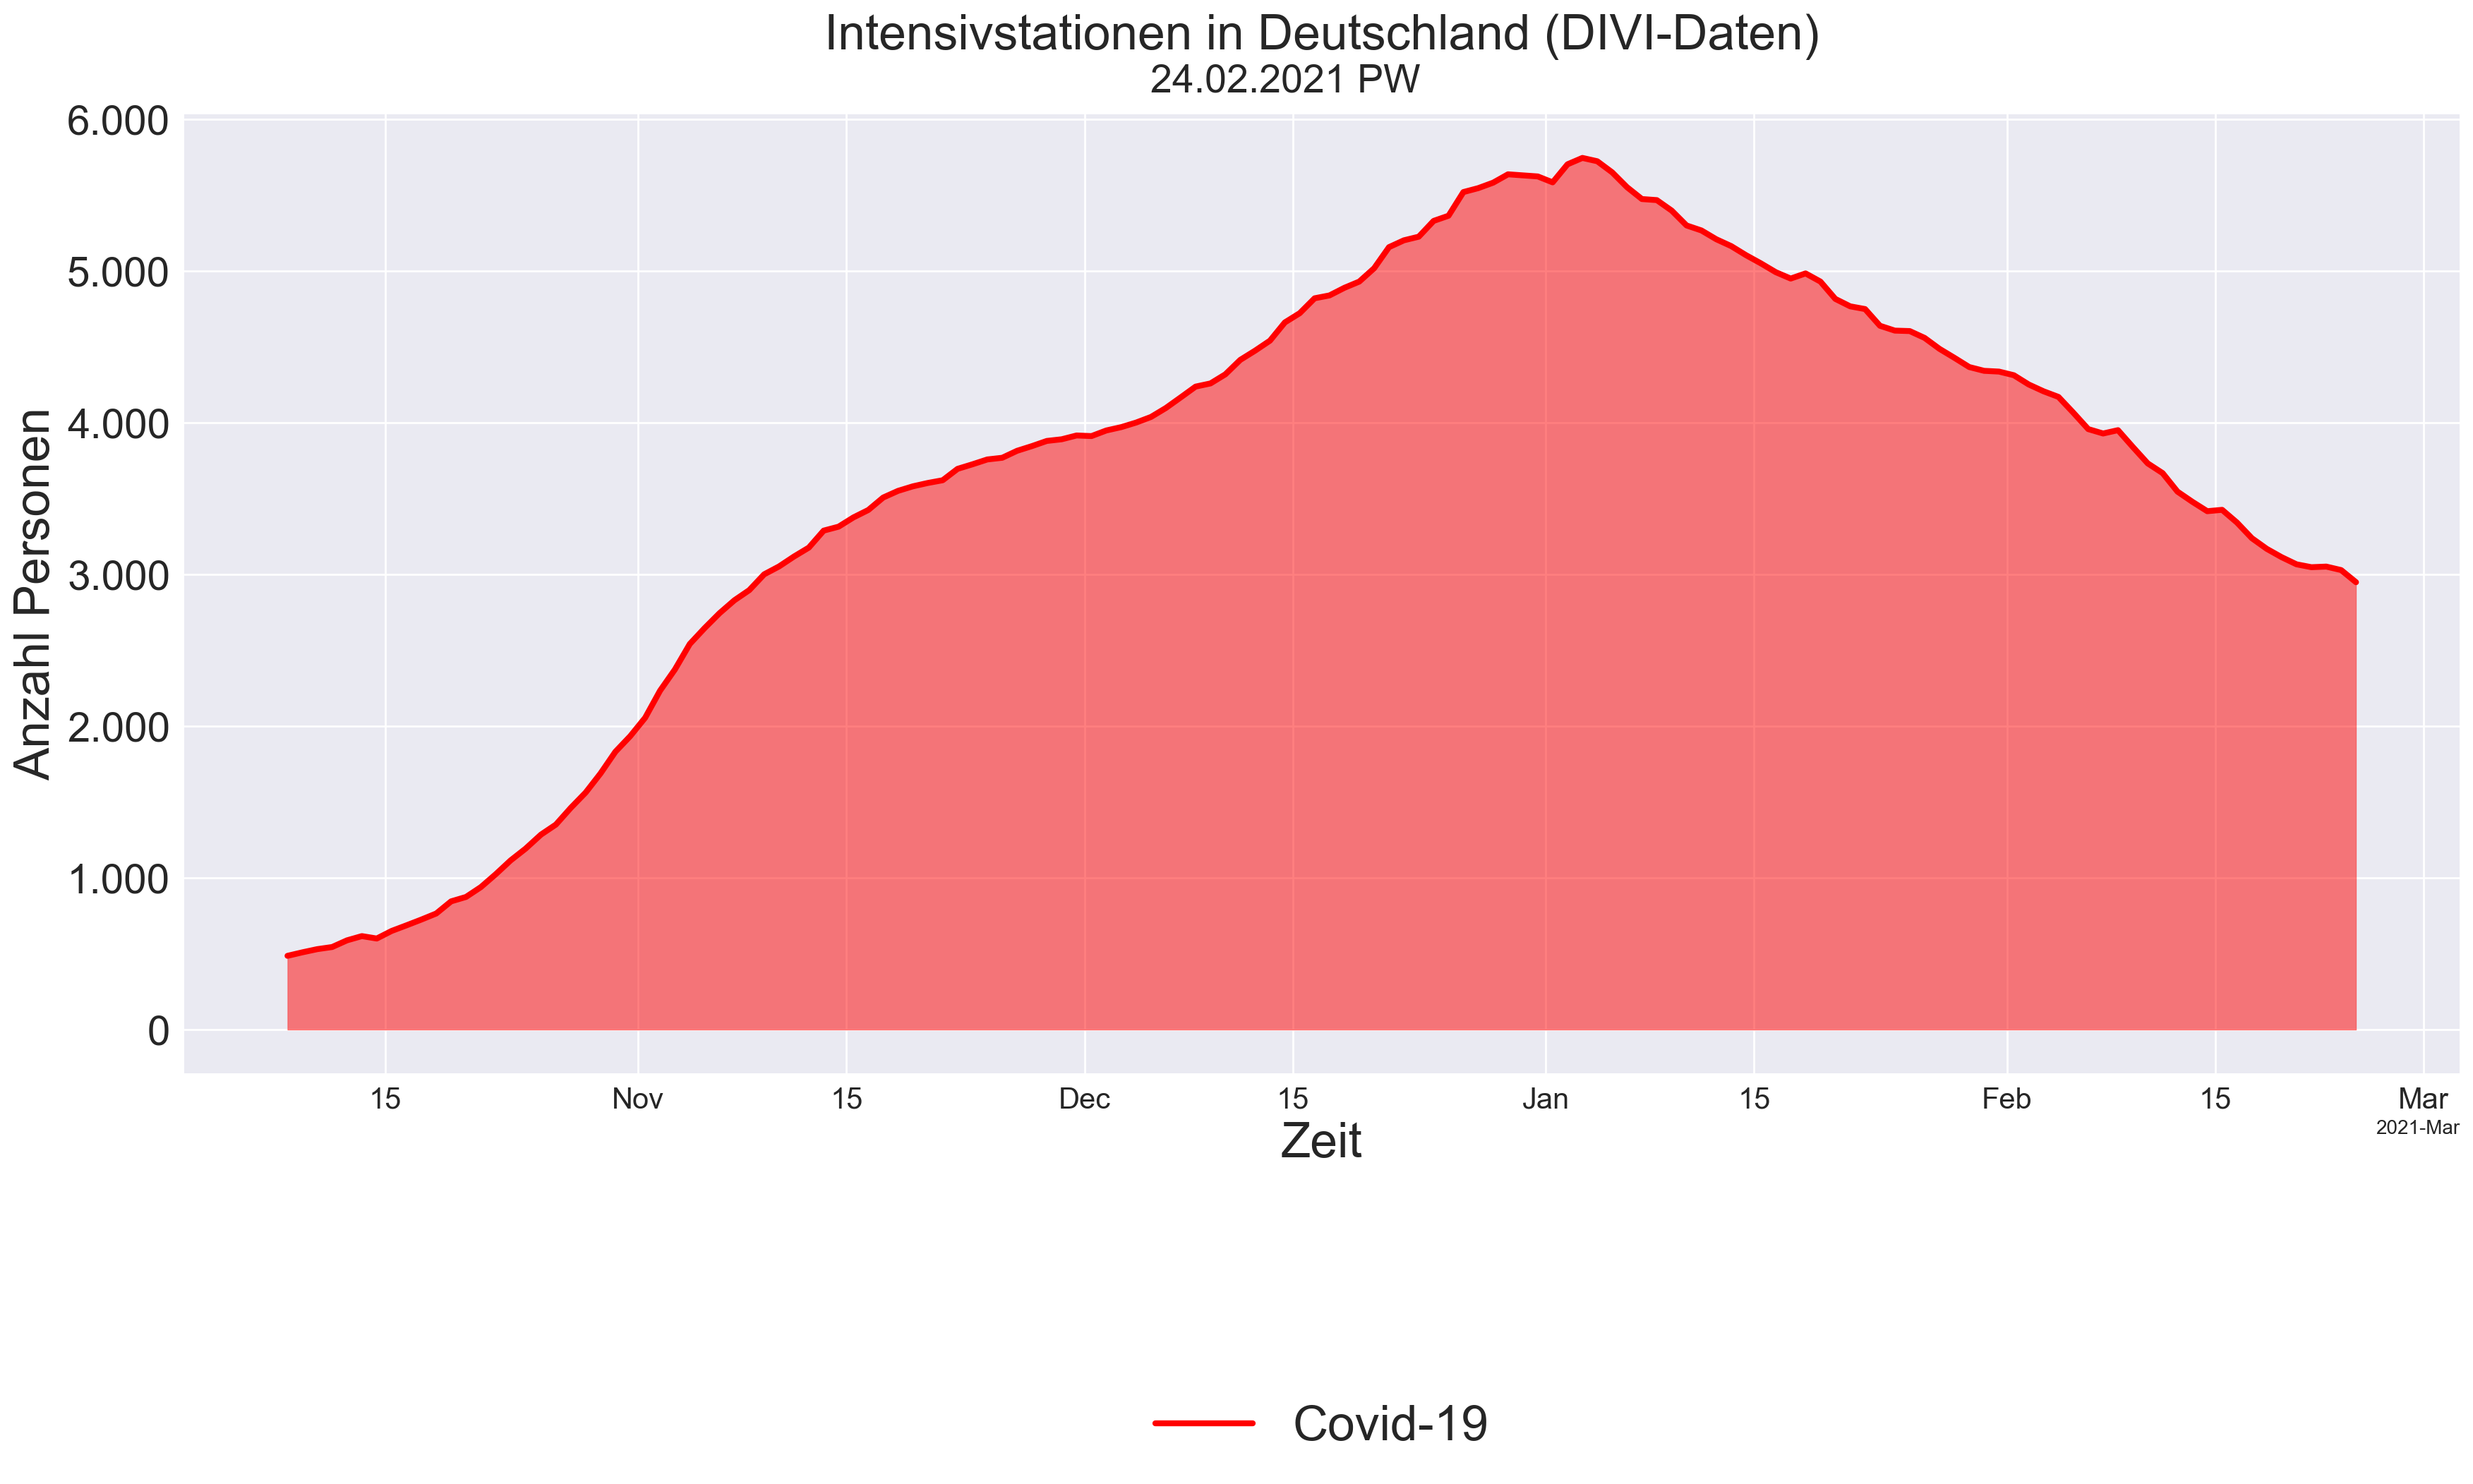 Intensivstationen in Deutschland (DIVI-Daten)
24.02.2021 PW
Anzahl Personen
6.000
5.000
4.000
3.000
2.000
1.000
0
15 Nov 15 Dec 15 Jan 15 Feb 15 Mar
2021-Mar
Zeit
Covid-19